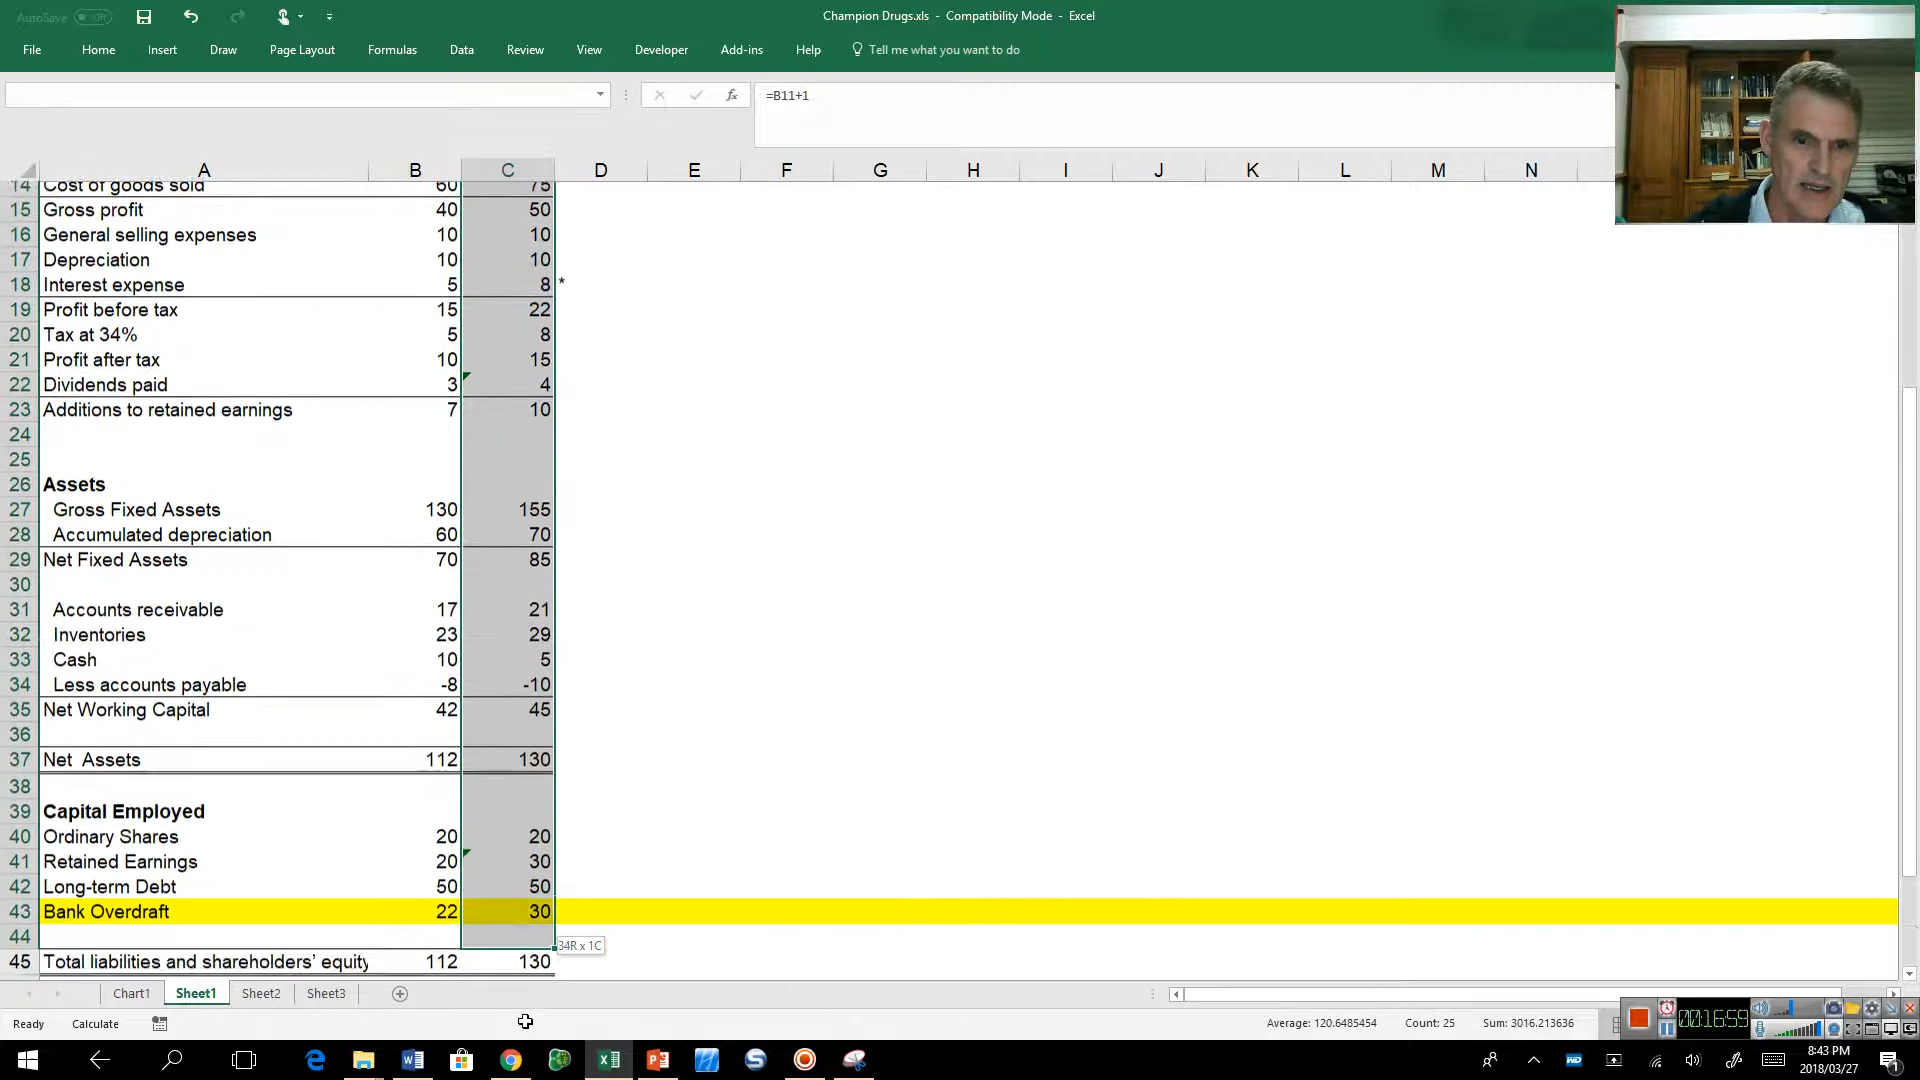 AutoSave Off
Champion Drugs.xls - Compatibility Mode - Excel
File Home Insert Draw Page Layout Formulas Data Review View Developer Add-ins Help Tell me what you want to do
fx =B11+1
A B C D E F G H I J K L M N
14 Cost of goods sold 60 75
15 Gross profit 40 50
16 General selling expenses 10 10
17 Depreciation 10 10
18 Interest expense 5 8 *
19 Profit before tax 15 22
20 Tax at 34% 5 8
21 Profit after tax 10 15
22 Dividends paid 3 4
23 Additions to retained earnings 7 10
24
25
26 Assets
27 Gross Fixed Assets 130 155
28 Accumulated depreciation 60 70
29 Net Fixed Assets 70 85
30
31 Accounts receivable 17 21
32 Inventories 23 29
33 Cash 10 5
34 Less accounts payable -8 -10
35 Net Working Capital 42 45
36
37 Net Assets 112 130
38
39 Capital Employed
40 Ordinary Shares 20 20
41 Retained Earnings 20 30
42 Long-term Debt 50 50
43 Bank Overdraft 22 30
44
34R x 1C
45 Total liabilities and shareholders' equity 112 130
Chart1 Sheet1 Sheet2 Sheet3
Ready Calculate Average: 120.6485454 Count: 25 Sum: 3016.213636
00:16:59
8:43 PM
2018/03/27